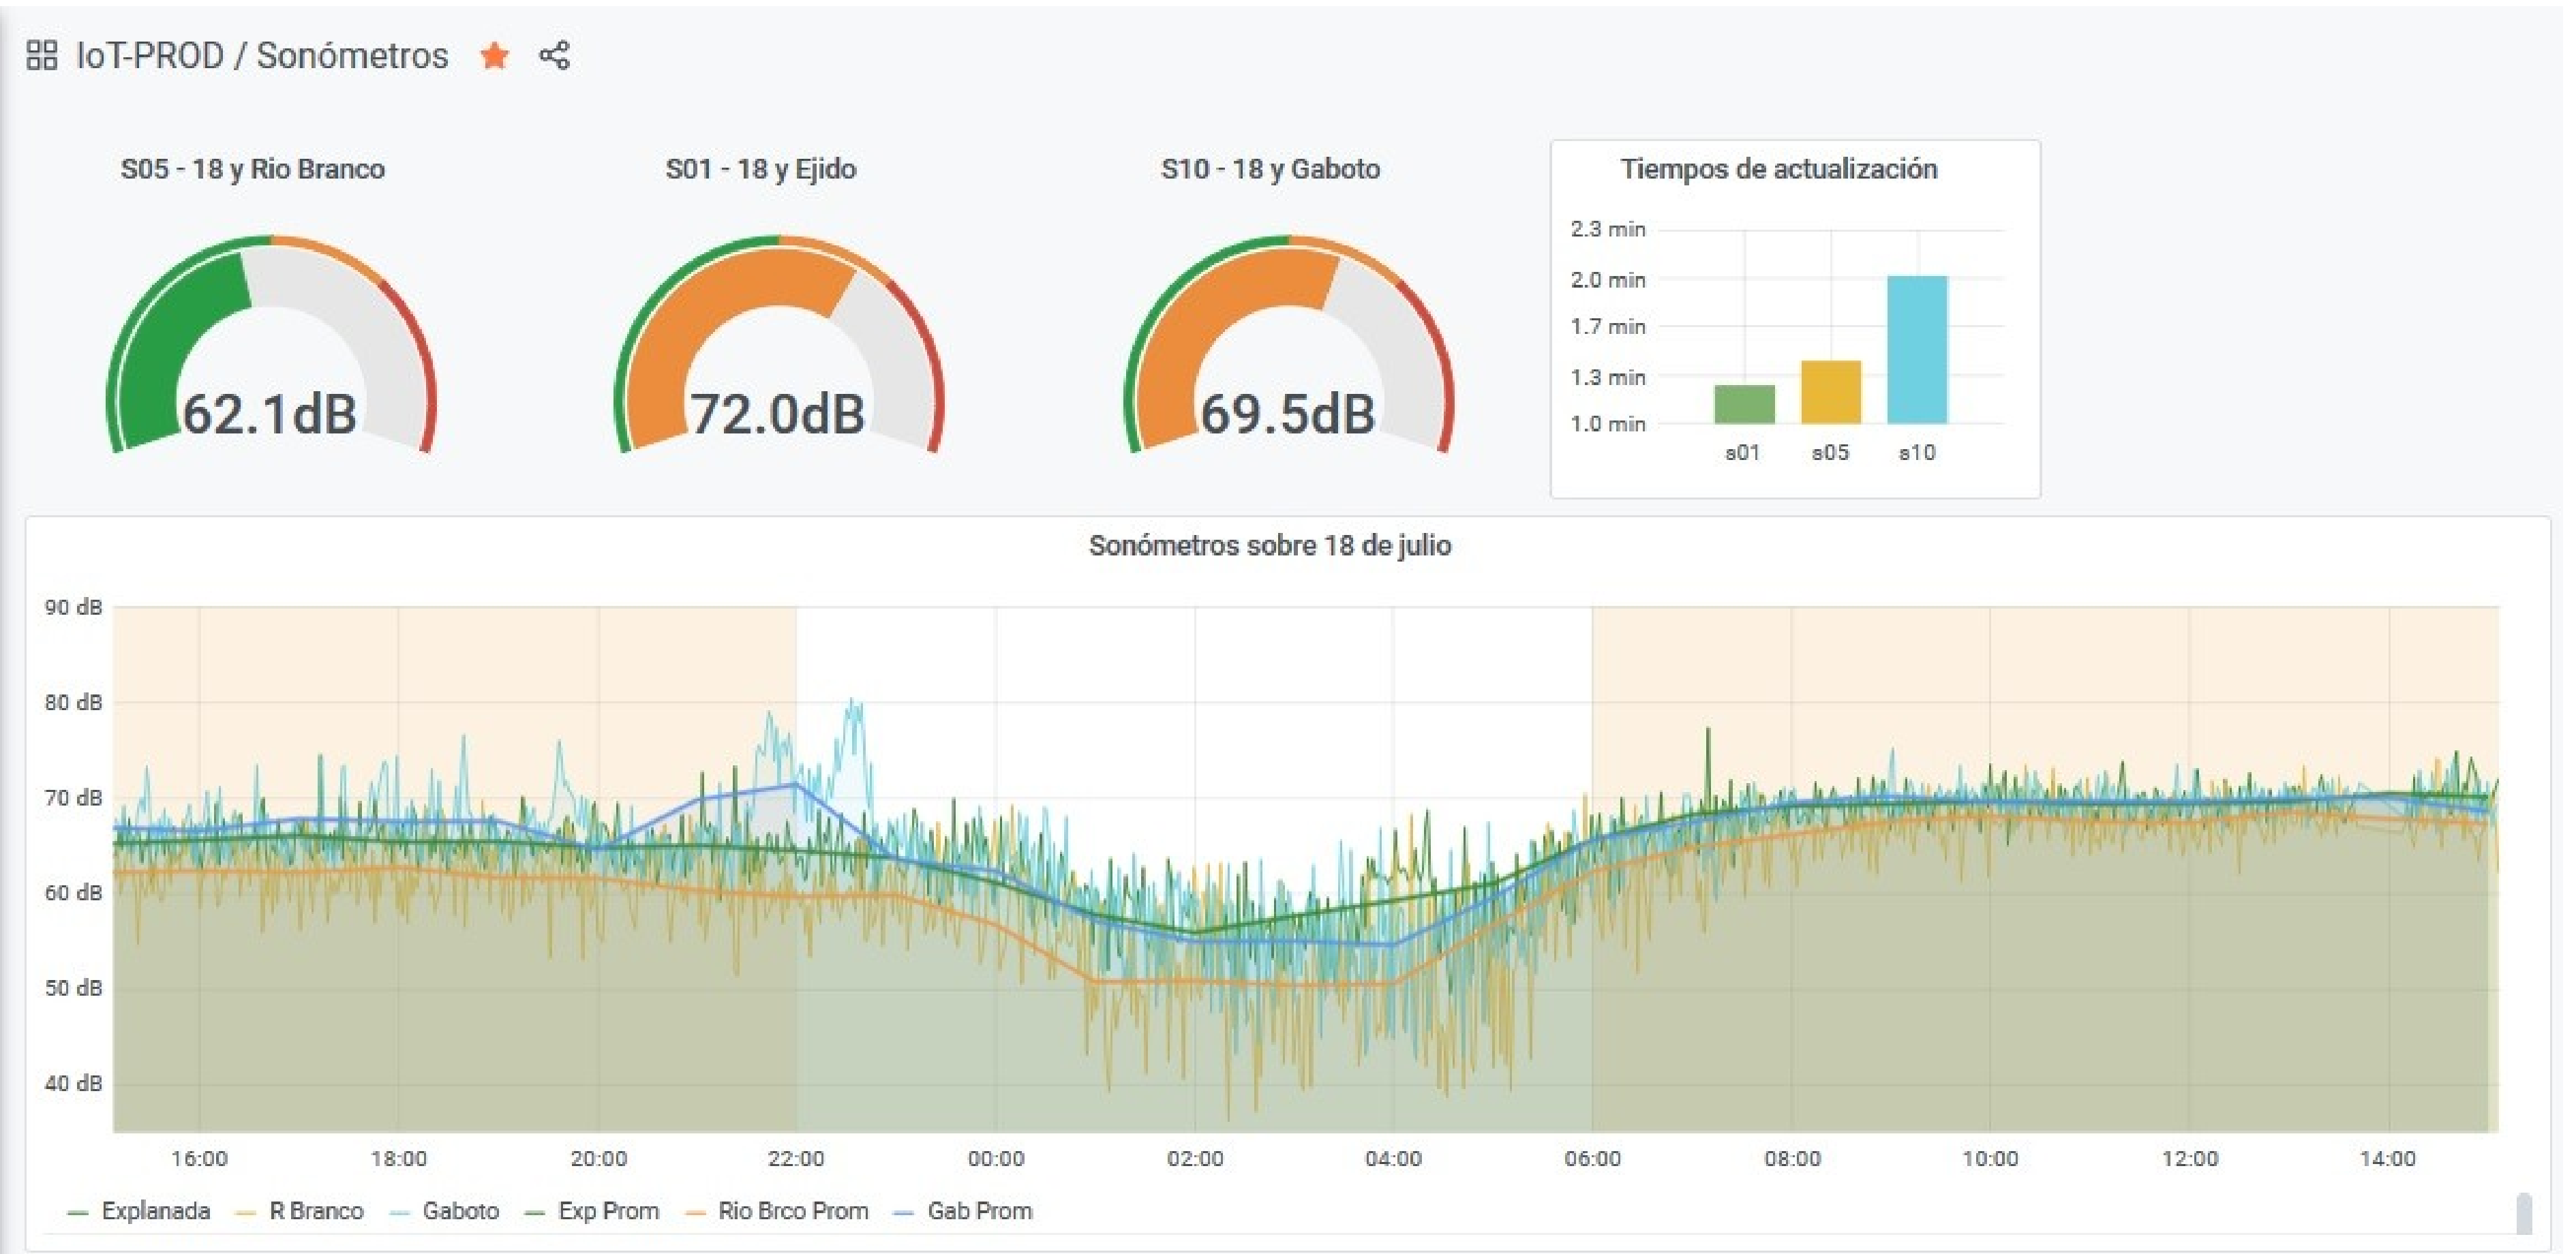 IoT-PROD / Sonómetros
S05 - 18 y Rio Branco
62.1dB
S01 - 18 y Ejido
72.0dB
S10 - 18 y Gaboto
69.5dB
Tiempos de actualización
2.3 min
2.0 min
1.7 min
1.3 min
1.0 min
s01 s05 s10
Sonómetros sobre 18 de julio
90 dB
80 dB
70 dB
60 dB
50 dB
40 dB
16:00 18:00 20:00 22:00 00:00 02:00 04:00 06:00 08:00 10:00 12:00 14:00
Explanada R Branco Gaboto Exp Prom Rio Brco Prom Gab Prom